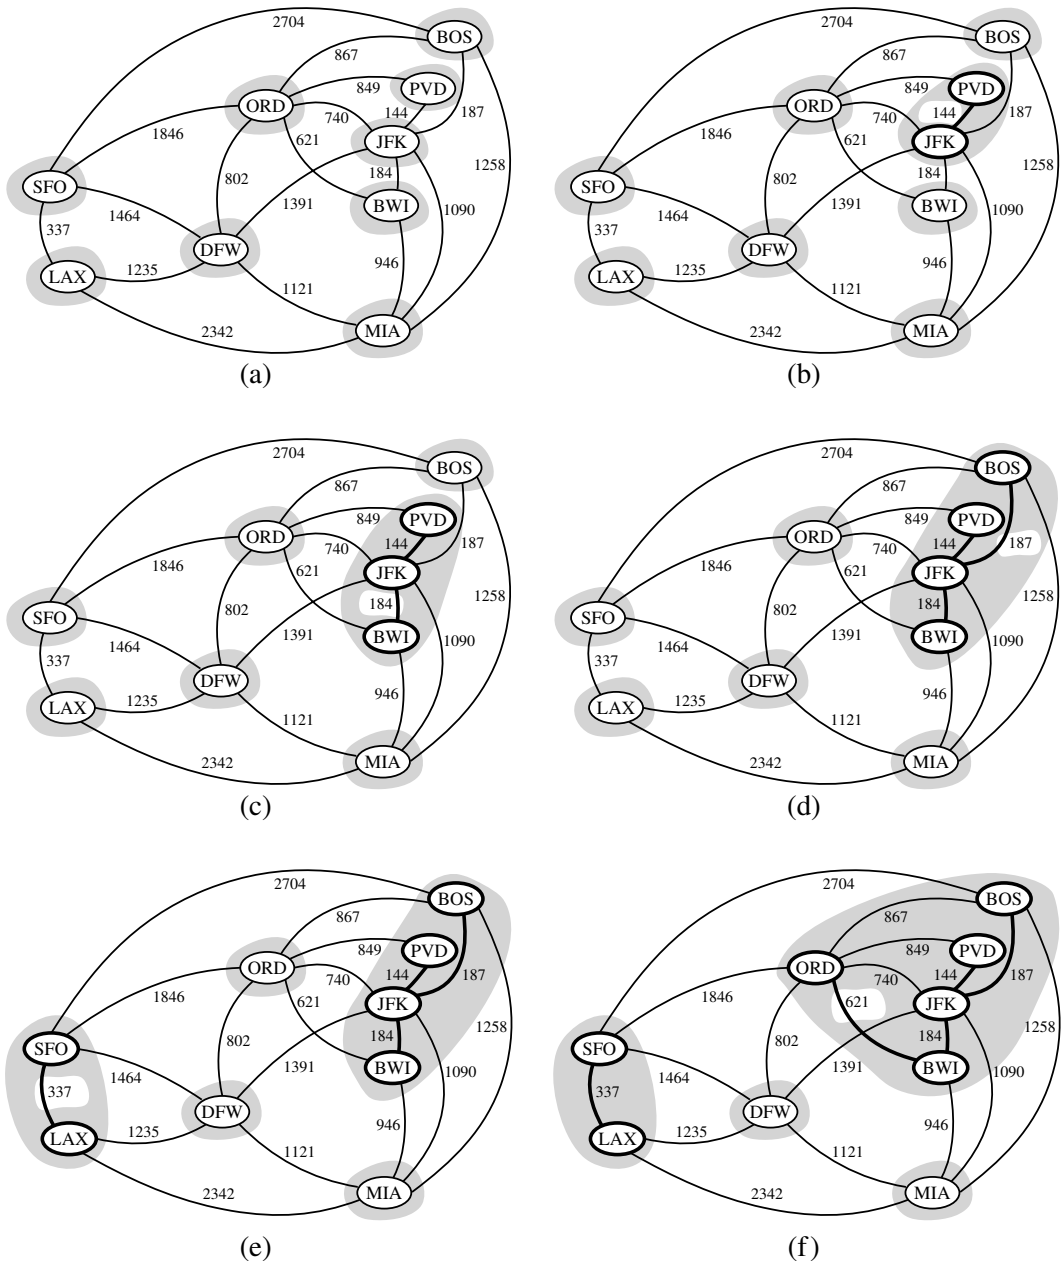 2704
BOS
867
PVD
849
ORD
144
187
740
JFK
1846
621
184
1258
SFO
802
BWI
1391
1464
1090
337
DFW
LAX
1235
946
1121
MIA
2342
(a)
2704
BOS
867
PVD
849
ORD
144
187
740
JFK
1846
621
184
1258
SFO
802
BWI
1391
1464
1090
337
DFW
LAX
1235
946
1121
MIA
2342
(b)
2704
BOS
867
PVD
849
ORD
144
187
740
JFK
1846
621
184
1258
SFO
802
BWI
1391
1464
1090
337
DFW
LAX
1235
946
1121
MIA
2342
(c)
2704
BOS
867
PVD
849
ORD
144
187
740
JFK
1846
621
184
1258
SFO
802
BWI
1391
1464
1090
337
DFW
LAX
1235
946
1121
MIA
2342
(d)
2704
BOS
867
PVD
849
ORD
144
187
740
JFK
1846
621
184
1258
SFO
802
BWI
1391
1464
1090
337
DFW
LAX
1235
946
1121
MIA
2342
(e)
2704
BOS
867
PVD
849
ORD
144
187
740
JFK
1846
621
184
1258
SFO
802
BWI
1391
1464
1090
337
DFW
LAX
1235
946
1121
MIA
2342
(f)